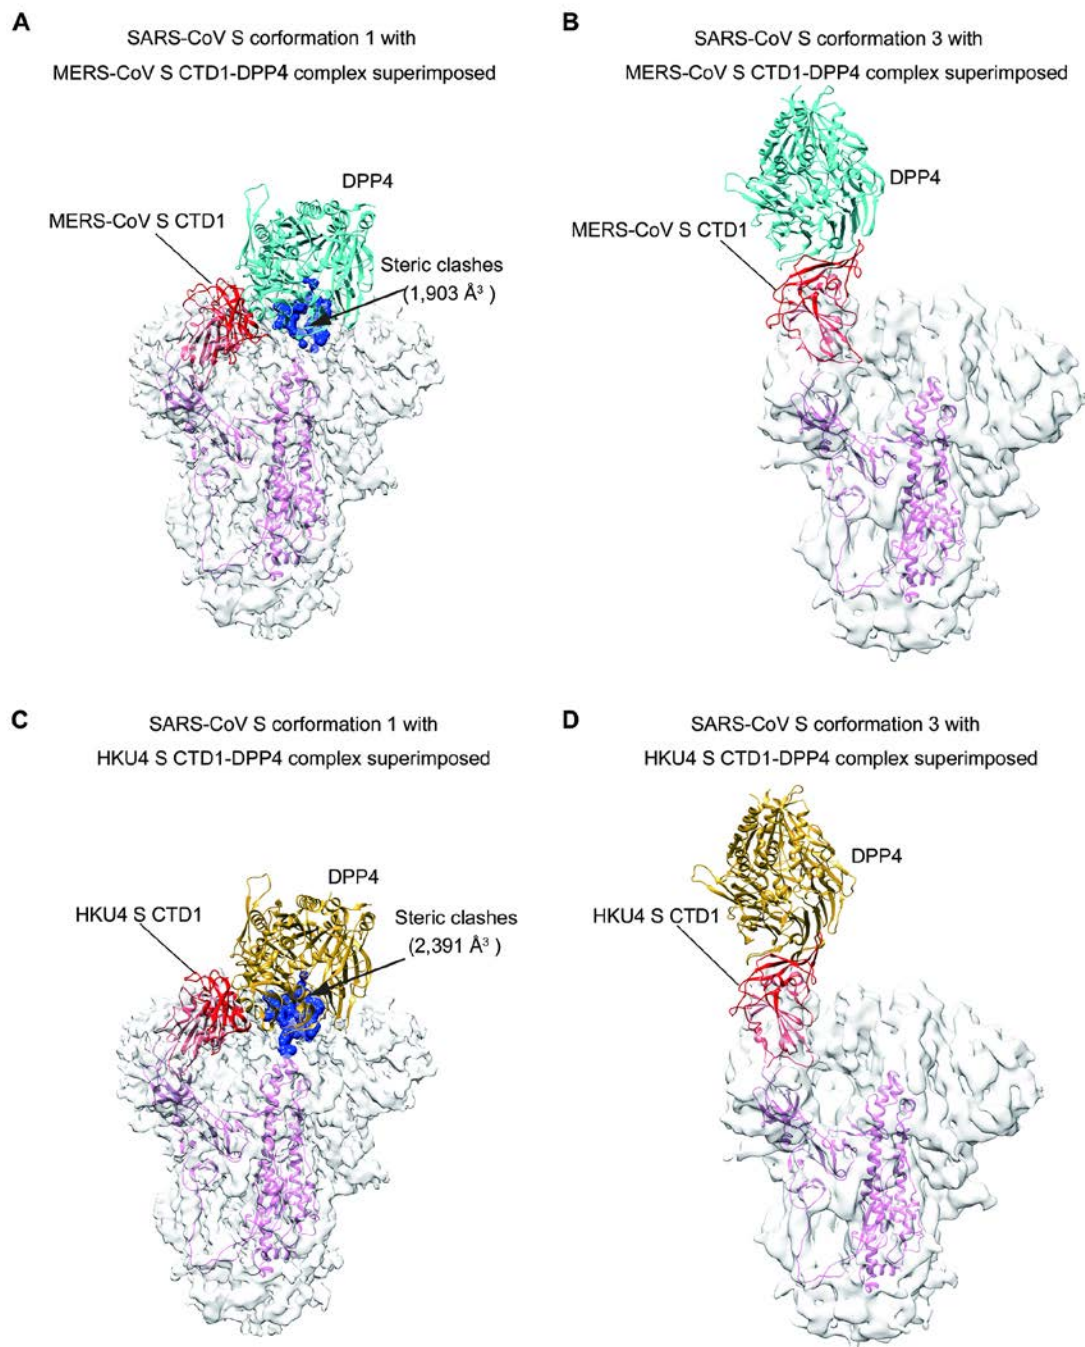 A
SARS-CoV S corformation 1 with
MERS-CoV S CTD1-DPP4 complex superimposed
DPP4
MERS-CoV S CTD1
Steric clashes
(1,903 Å³ )
B
SARS-CoV S corformation 3 with
MERS-CoV S CTD1-DPP4 complex superimposed
DPP4
MERS-CoV S CTD1
C
SARS-CoV S corformation 1 with
HKU4 S CTD1-DPP4 complex superimposed
DPP4
HKU4 S CTD1
Steric clashes
(2,391 Å³ )
D
SARS-CoV S corformation 3 with
HKU4 S CTD1-DPP4 complex superimposed
DPP4
HKU4 S CTD1